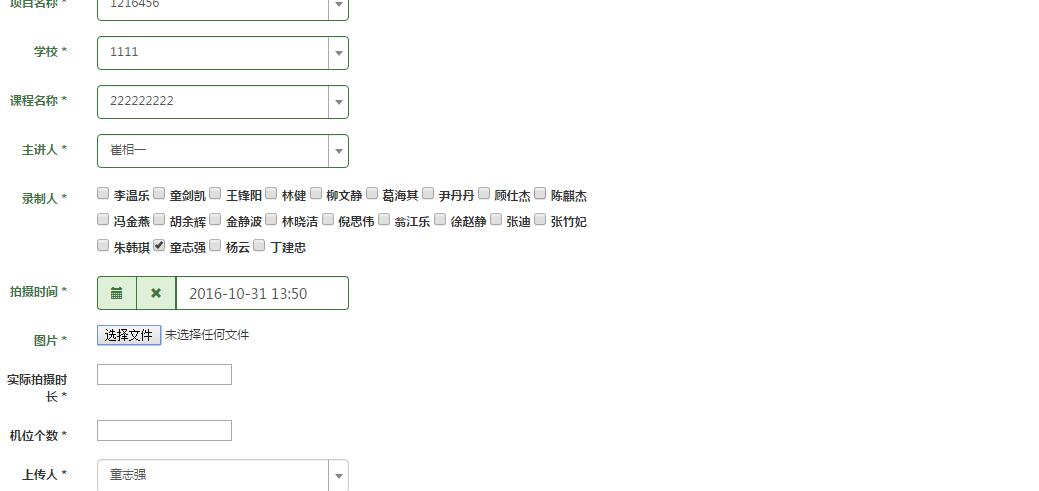 项目名称 * 1216456
学校 * 1111
课程名称 * 222222222
主讲人 * 崔相一
录制人 * 李温乐 童剑凯 王锋阳 林健 柳文静 葛海其 尹丹丹 顾仕杰 陈麒杰
冯金燕 胡余辉 金静波 林晓洁 倪思伟 翁江乐 徐赵静 张迪 张竹妃
朱韩琪 童志强 杨云 丁建忠
拍摄时间 * 2016-10-31 13:50
图片 * 选择文件 未选择任何文件
实际拍摄时
长 *
机位个数 *
上传人 * 童志强